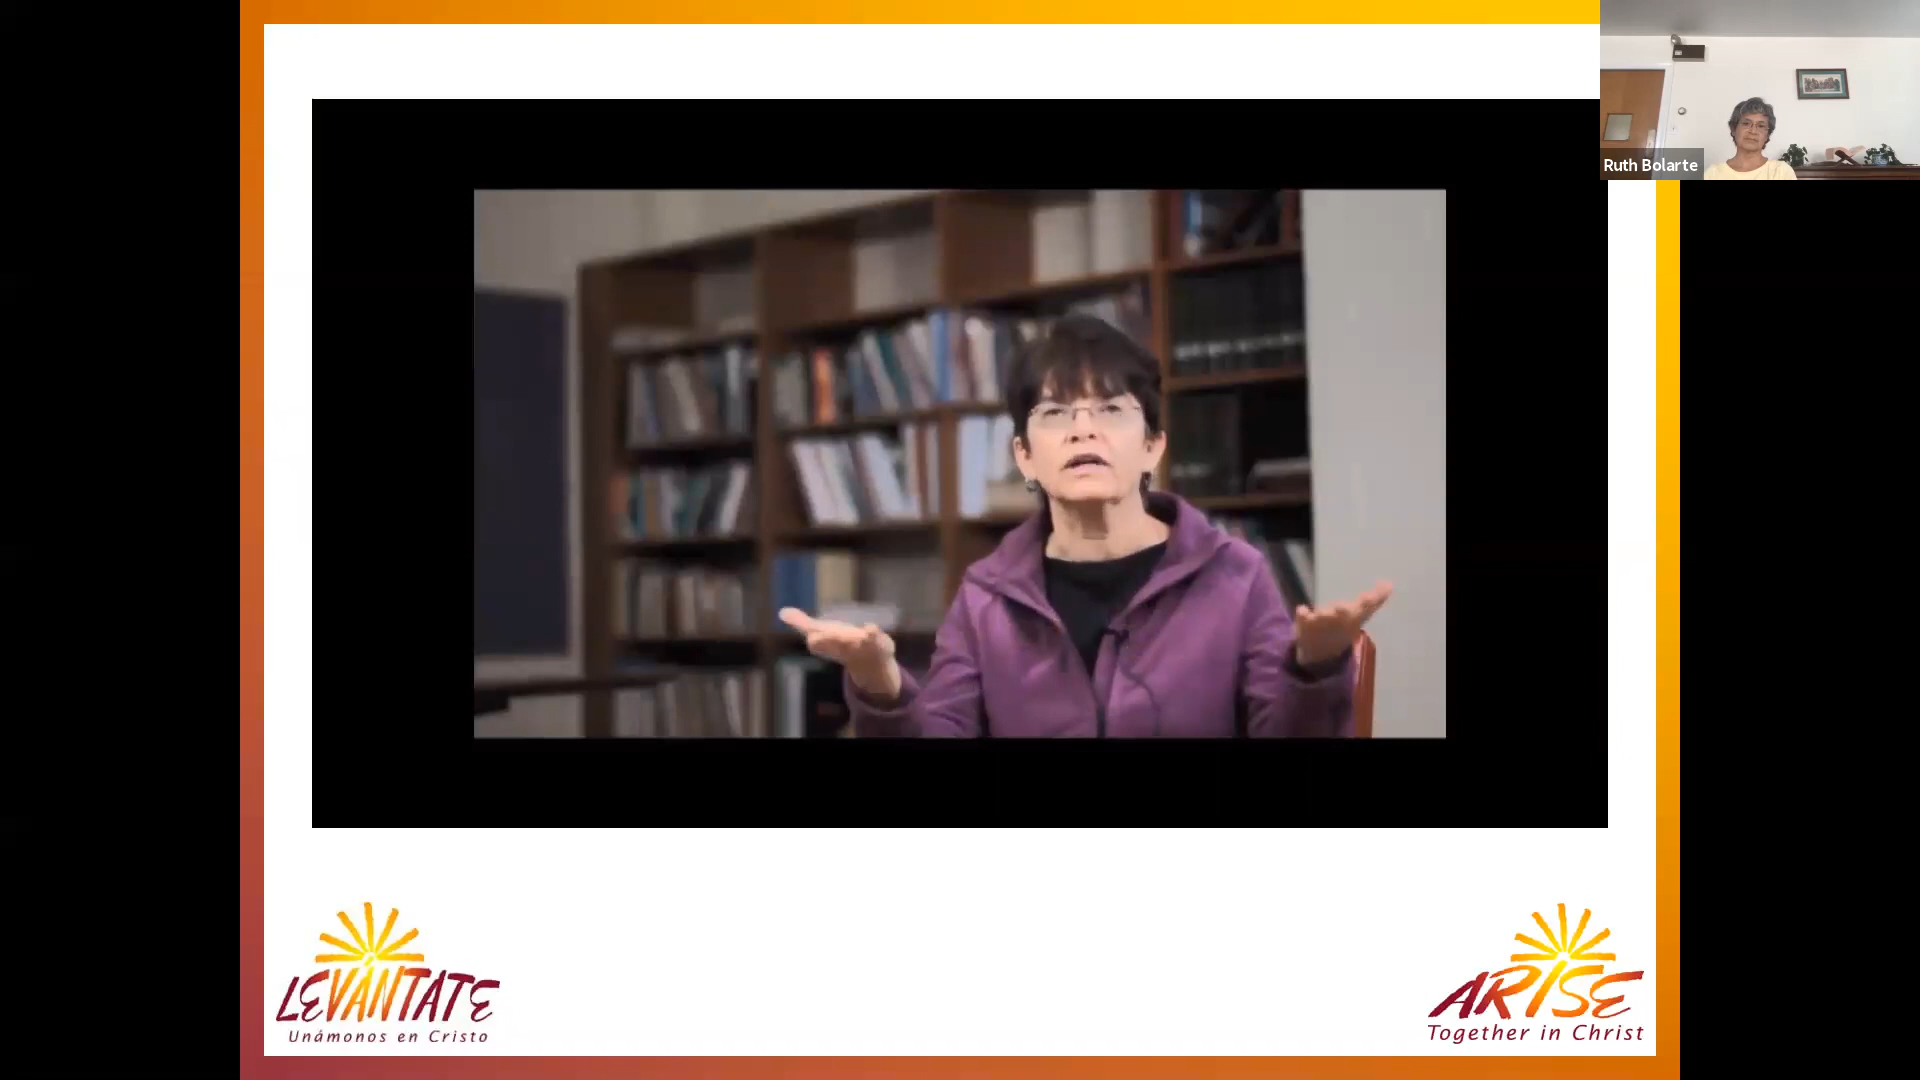 Ruth Bolarte
LEVÁNTATE
Unámonos en Cristo
ARISE
Together in Christ